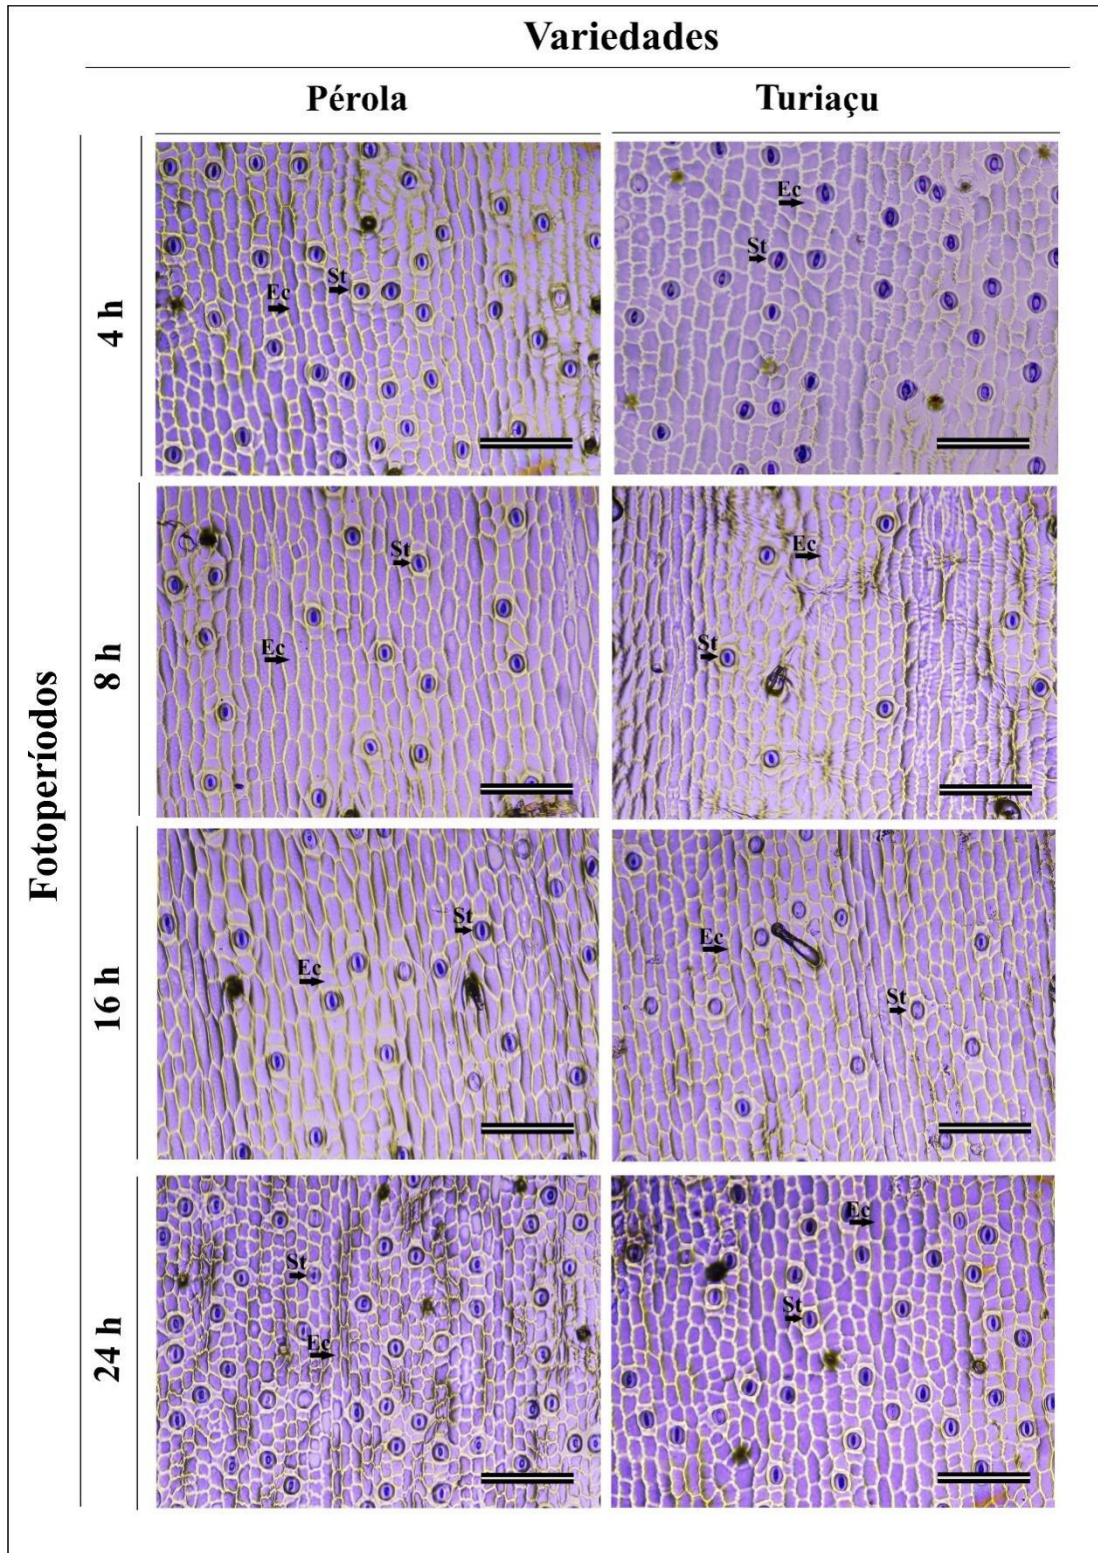 Variedades
Pérola Turiaçu
Fotoperíodos
4 h
Ec St
Ec St
8 h
St Ec
Ec St
16 h
St Ec
Ec St
24 h
St Ec
Ec St